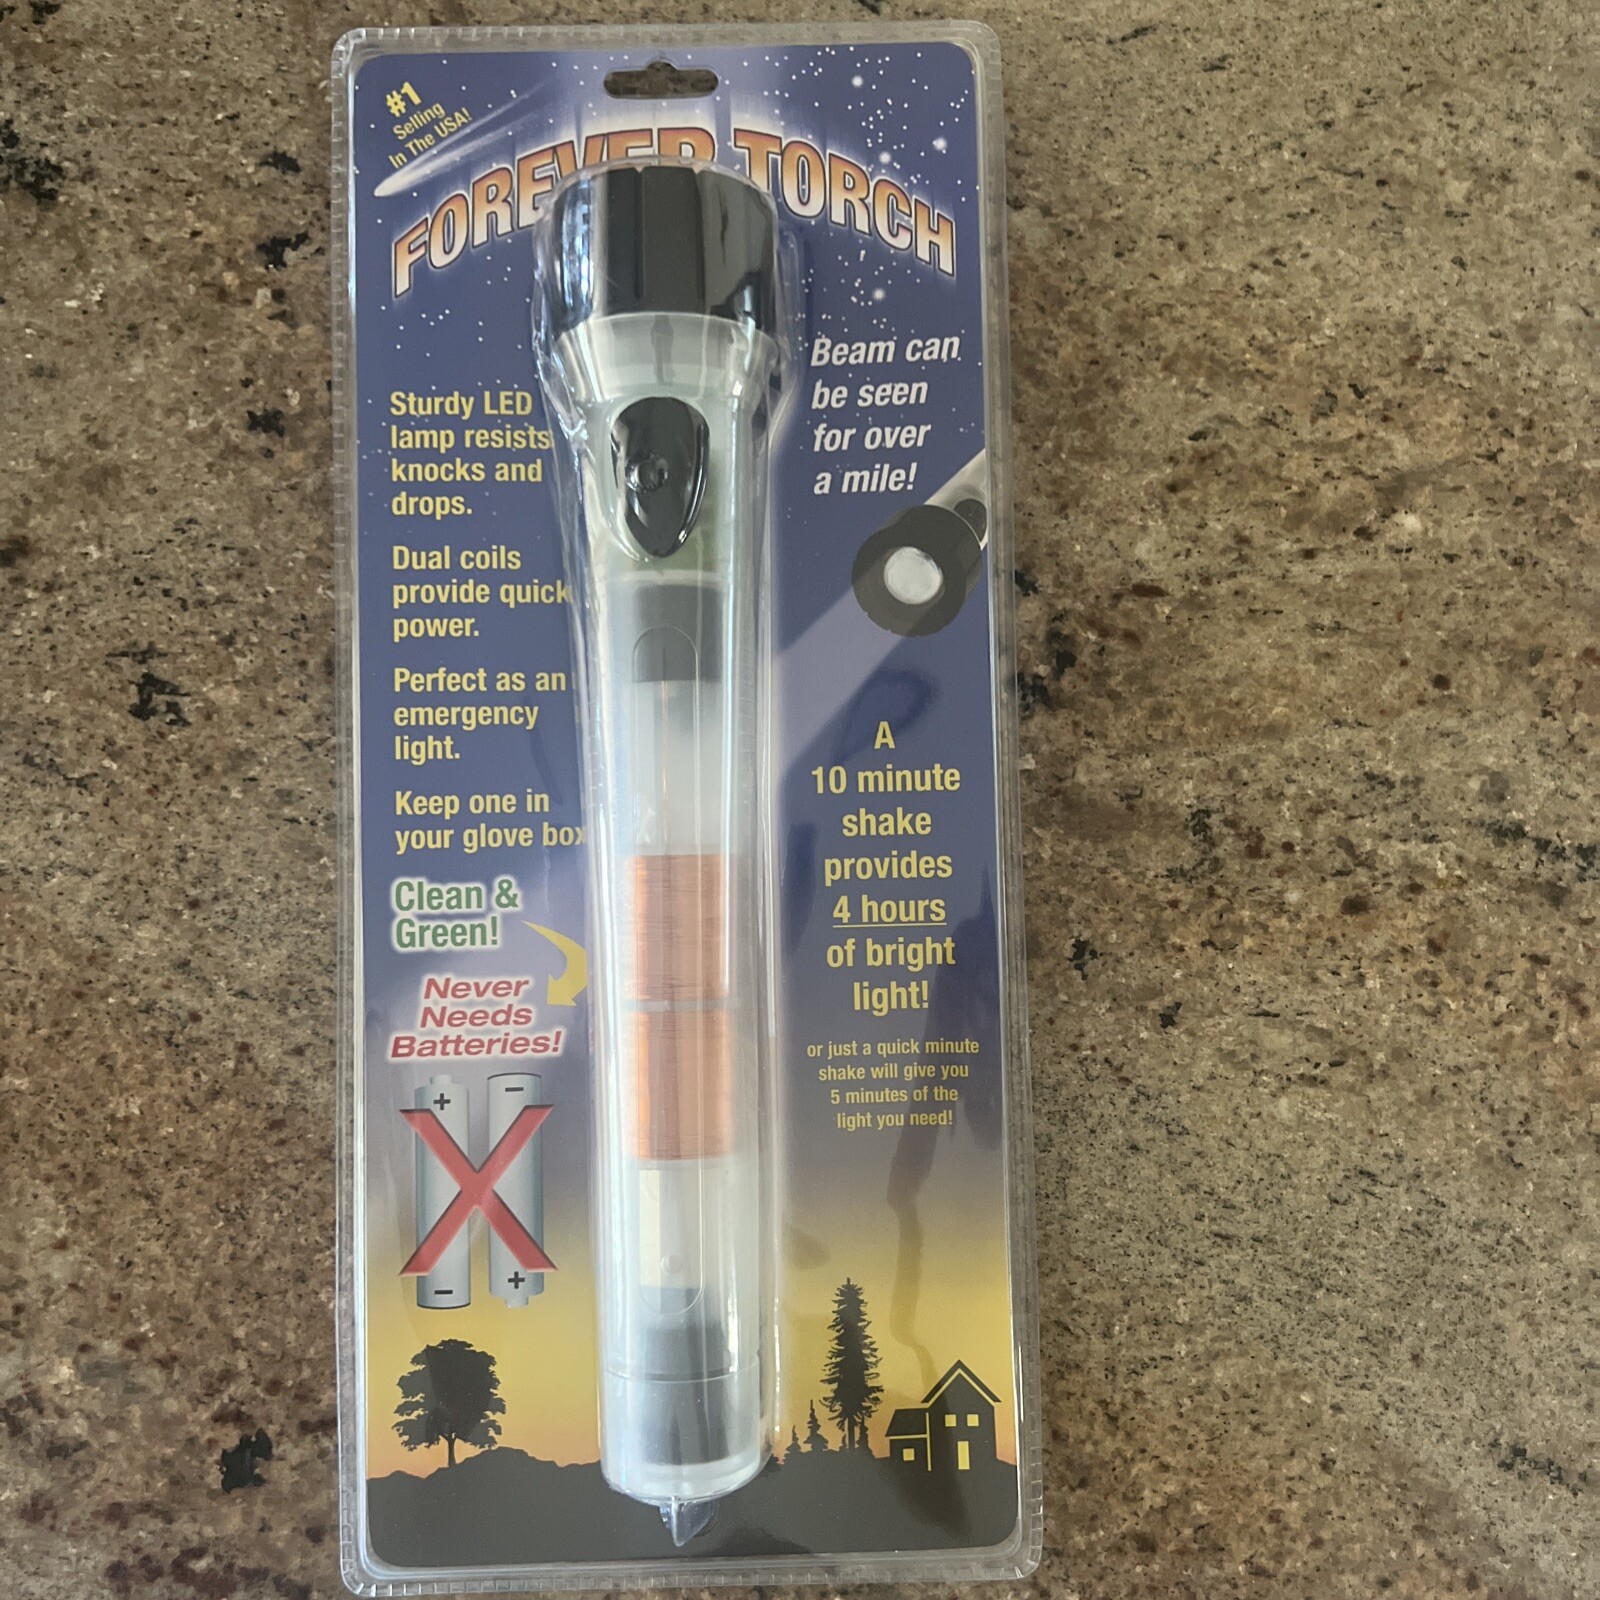 #1
Selling
In The USA!
FOREVER TORCH
Sturdy LED
lamp resists
knocks and
drops.
Dual coils
provide quick
power.
Perfect as an
emergency
light.
Keep one in
your glove box
Clean &
Green!
Never
Needs
Batteries!
+ −
− +
Beam can
be seen
for over
a mile!
A
10 minute
shake
provides
4 hours
of bright
light!
or just a quick minute
shake will give you
5 minutes of the
light you need!